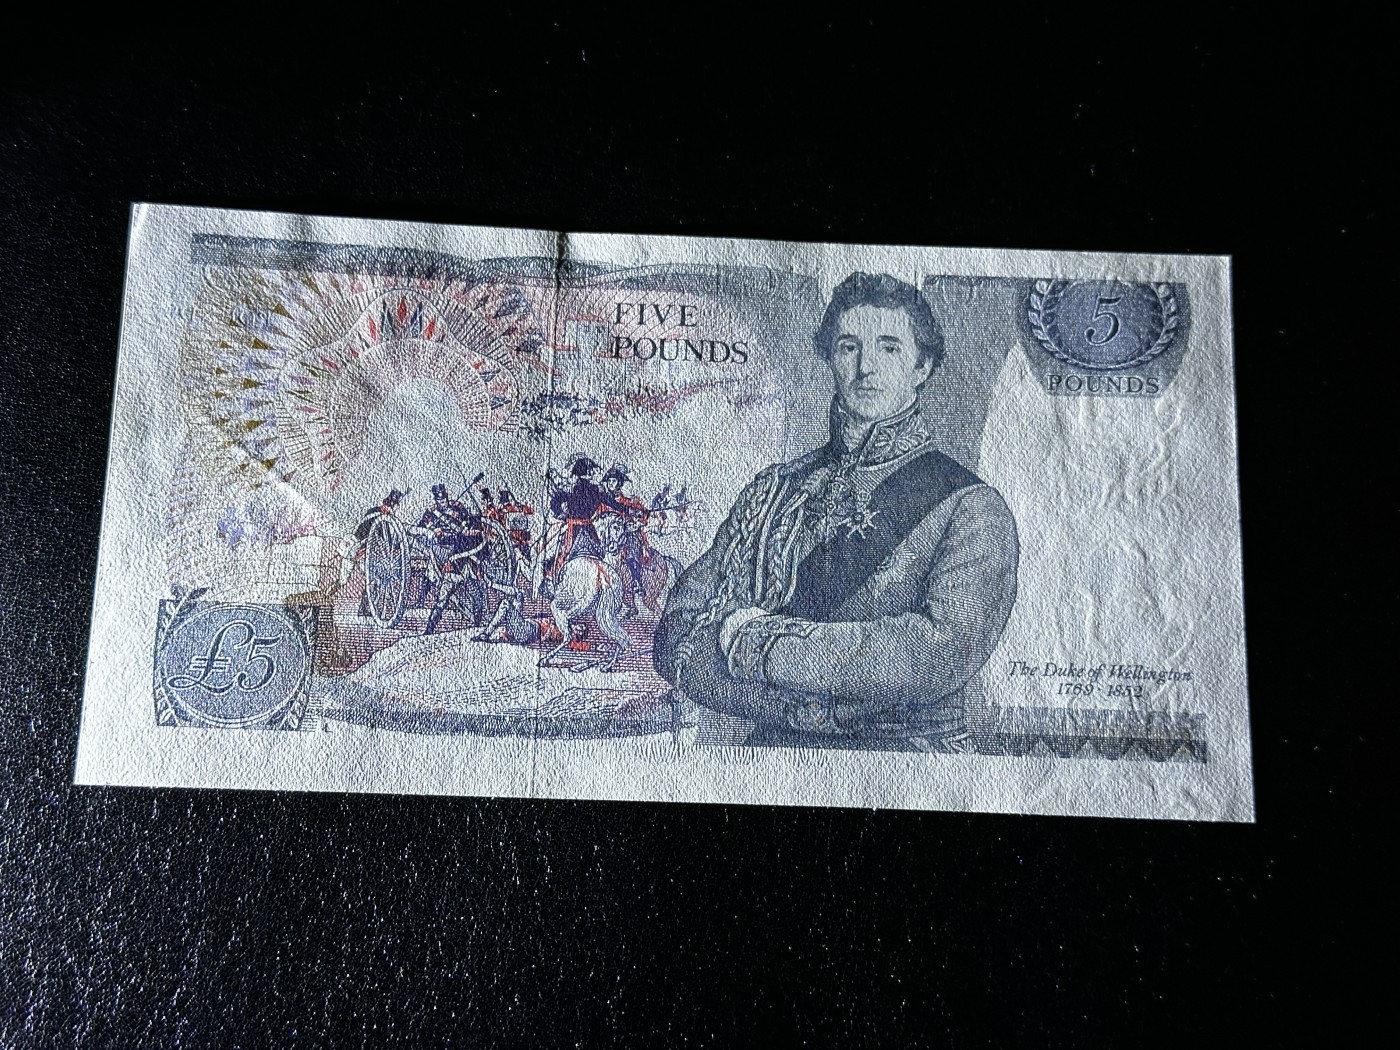 FIVE
POUNDS
5
POUNDS
£5
The Duke of Wellington
1769-1852